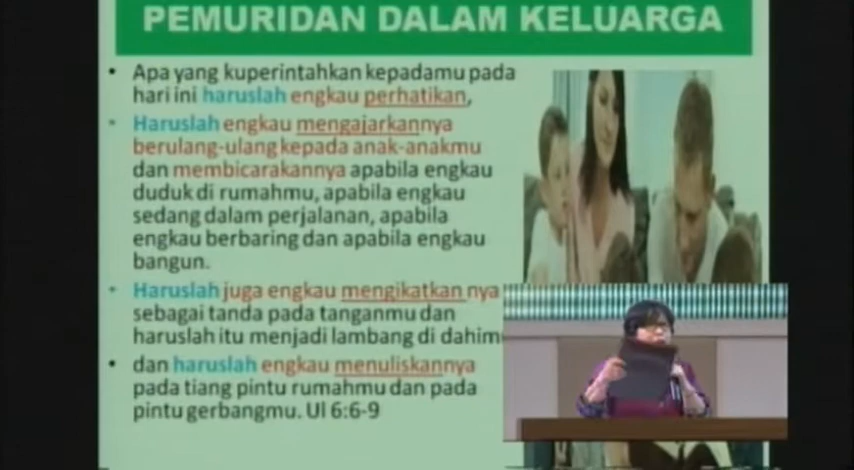 PEMURIDAN DALAM KELUARGA
• Apa yang kuperintahkan kepadamu pada
hari ini haruslah engkau perhatikan,
• Haruslah engkau mengajarkannya
berulang-ulang kepada anak-anakmu
dan membicarakannya apabila engkau
duduk di rumahmu, apabila engkau
sedang dalam perjalanan, apabila
engkau berbaring dan apabila engkau
bangun.
• Haruslah juga engkau mengikatkan nya
sebagai tanda pada tanganmu dan
haruslah itu menjadi lambang di dahim
• dan haruslah engkau menuliskannya
pada tiang pintu rumahmu dan pada
pintu gerbangmu. Ul 6:6-9